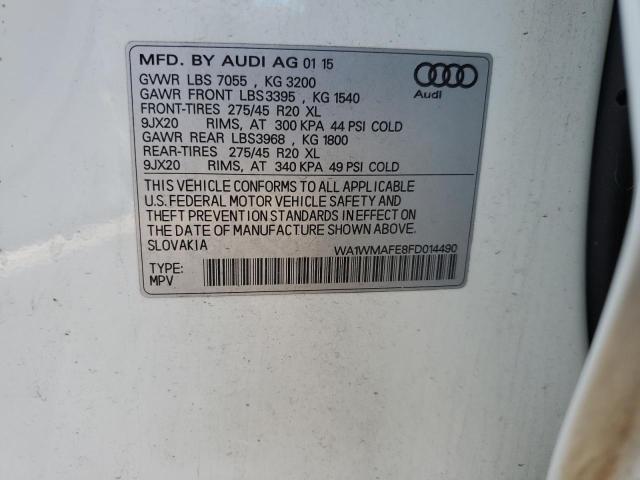 MFD. BY AUDI AG 01 15
GVWR LBS 7055 , KG 3200
GAWR FRONT LBS3395 , KG 1540
FRONT-TIRES 275/45 R20 XL
9JX20 RIMS, AT 300 KPA 44 PSI COLD
GAWR REAR LBS3968 , KG 1800
REAR-TIRES 275/45 R20 XL
9JX20 RIMS, AT 340 KPA 49 PSI COLD
Audi
THIS VEHICLE CONFORMS TO ALL APPLICABLE
U.S. FEDERAL MOTOR VEHICLE SAFETY AND
THEFT PREVENTION STANDARDS IN EFFECT ON
THE DATE OF MANUFACTURE SHOWN ABOVE.
SLOVAKIA
WA1WMAFE8FD014490
TYPE:
MPV